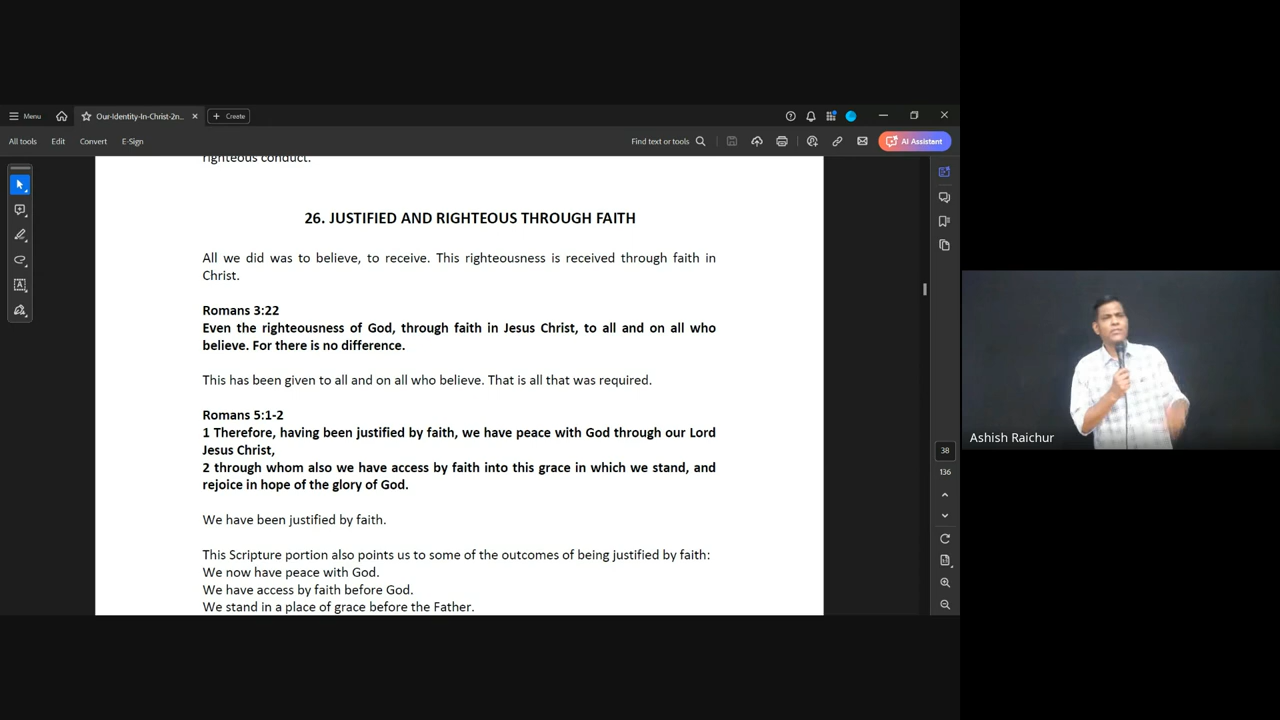 Menu
Our-Identity-In-Christ-2n...
Create
All tools
Edit
Convert
E-Sign
Find text or tools
AI Assistant
righteous conduct.
26. JUSTIFIED AND RIGHTEOUS THROUGH FAITH
All we did was to believe, to receive. This righteousness is received through faith in
Christ.
Romans 3:22
Even the righteousness of God, through faith in Jesus Christ, to all and on all who
believe. For there is no difference.
This has been given to all and on all who believe. That is all that was required.
Romans 5:1-2
1 Therefore, having been justified by faith, we have peace with God through our Lord
Jesus Christ,
2 through whom also we have access by faith into this grace in which we stand, and
rejoice in hope of the glory of God.
We have been justified by faith.
This Scripture portion also points us to some of the outcomes of being justified by faith:
We now have peace with God.
We have access by faith before God.
We stand in a place of grace before the Father.
38
136
Ashish Raichur